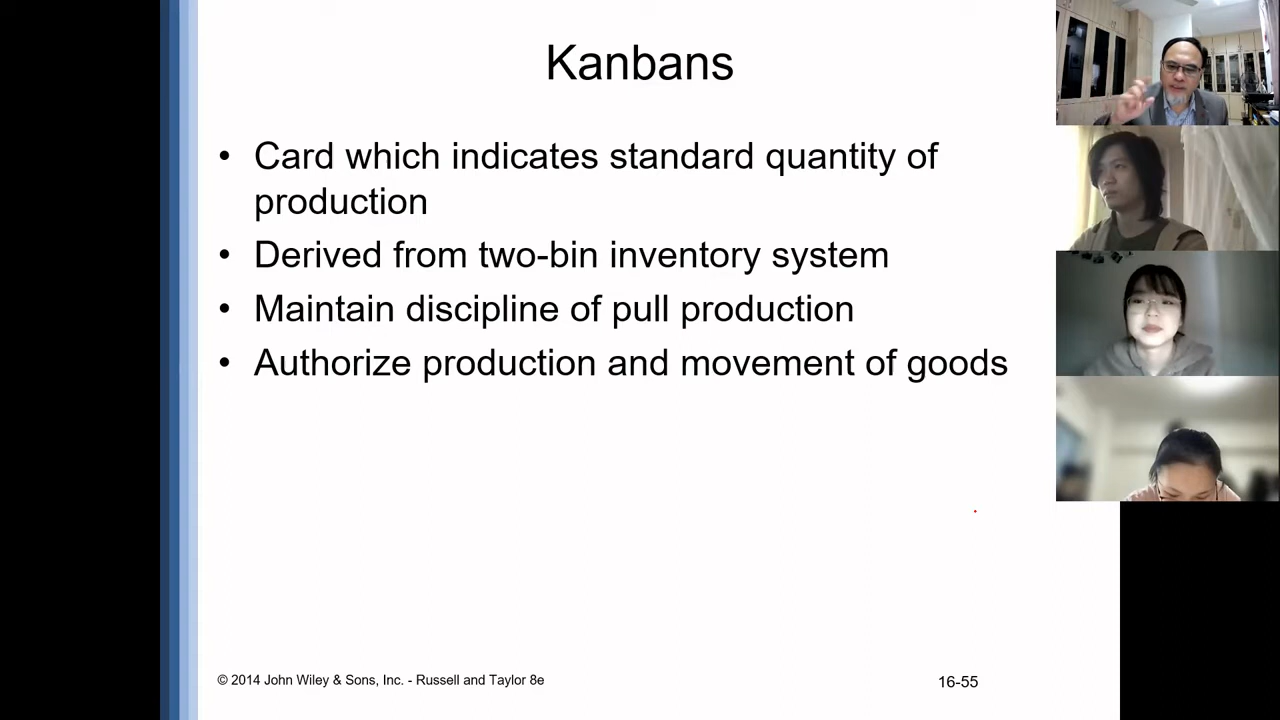 Kanbans
• Card which indicates standard quantity of
production
• Derived from two-bin inventory system
• Maintain discipline of pull production
• Authorize production and movement of goods
© 2014 John Wiley & Sons, Inc. - Russell and Taylor 8e
16-55